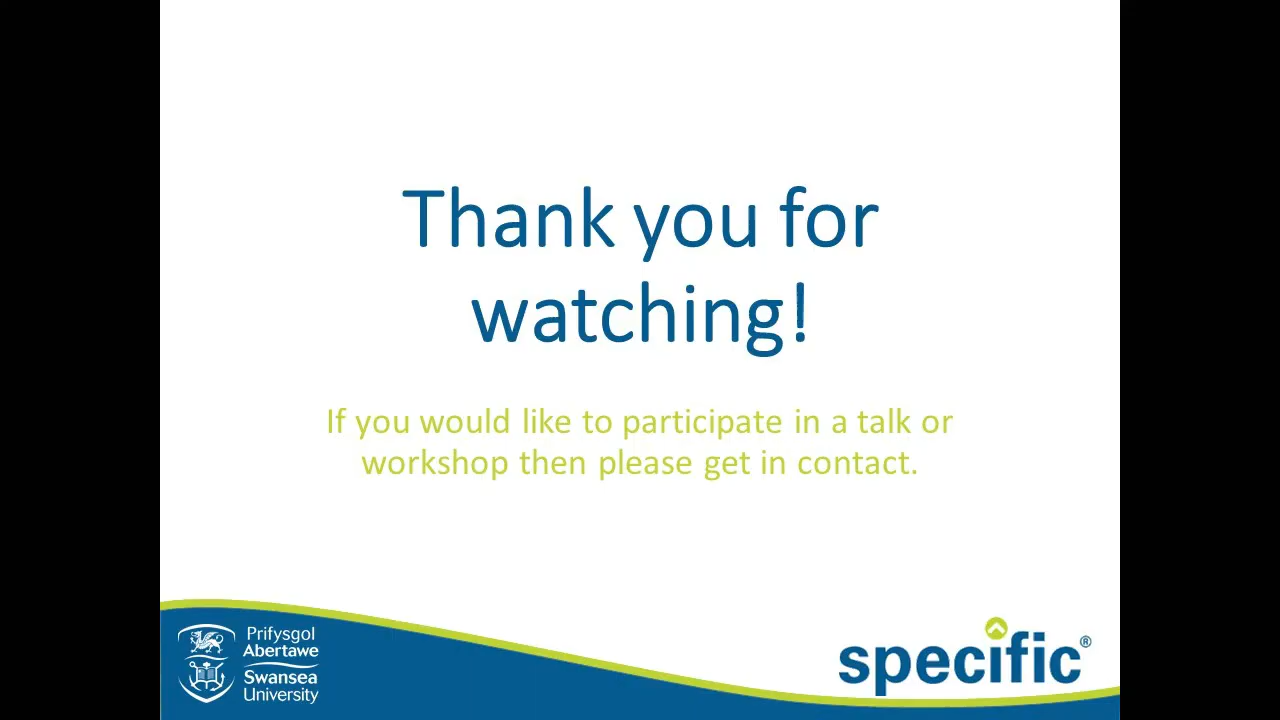 Thank you for
watching!
If you would like to participate in a talk or
workshop then please get in contact.
Prifysgol
Abertawe
Swansea
University
specific®